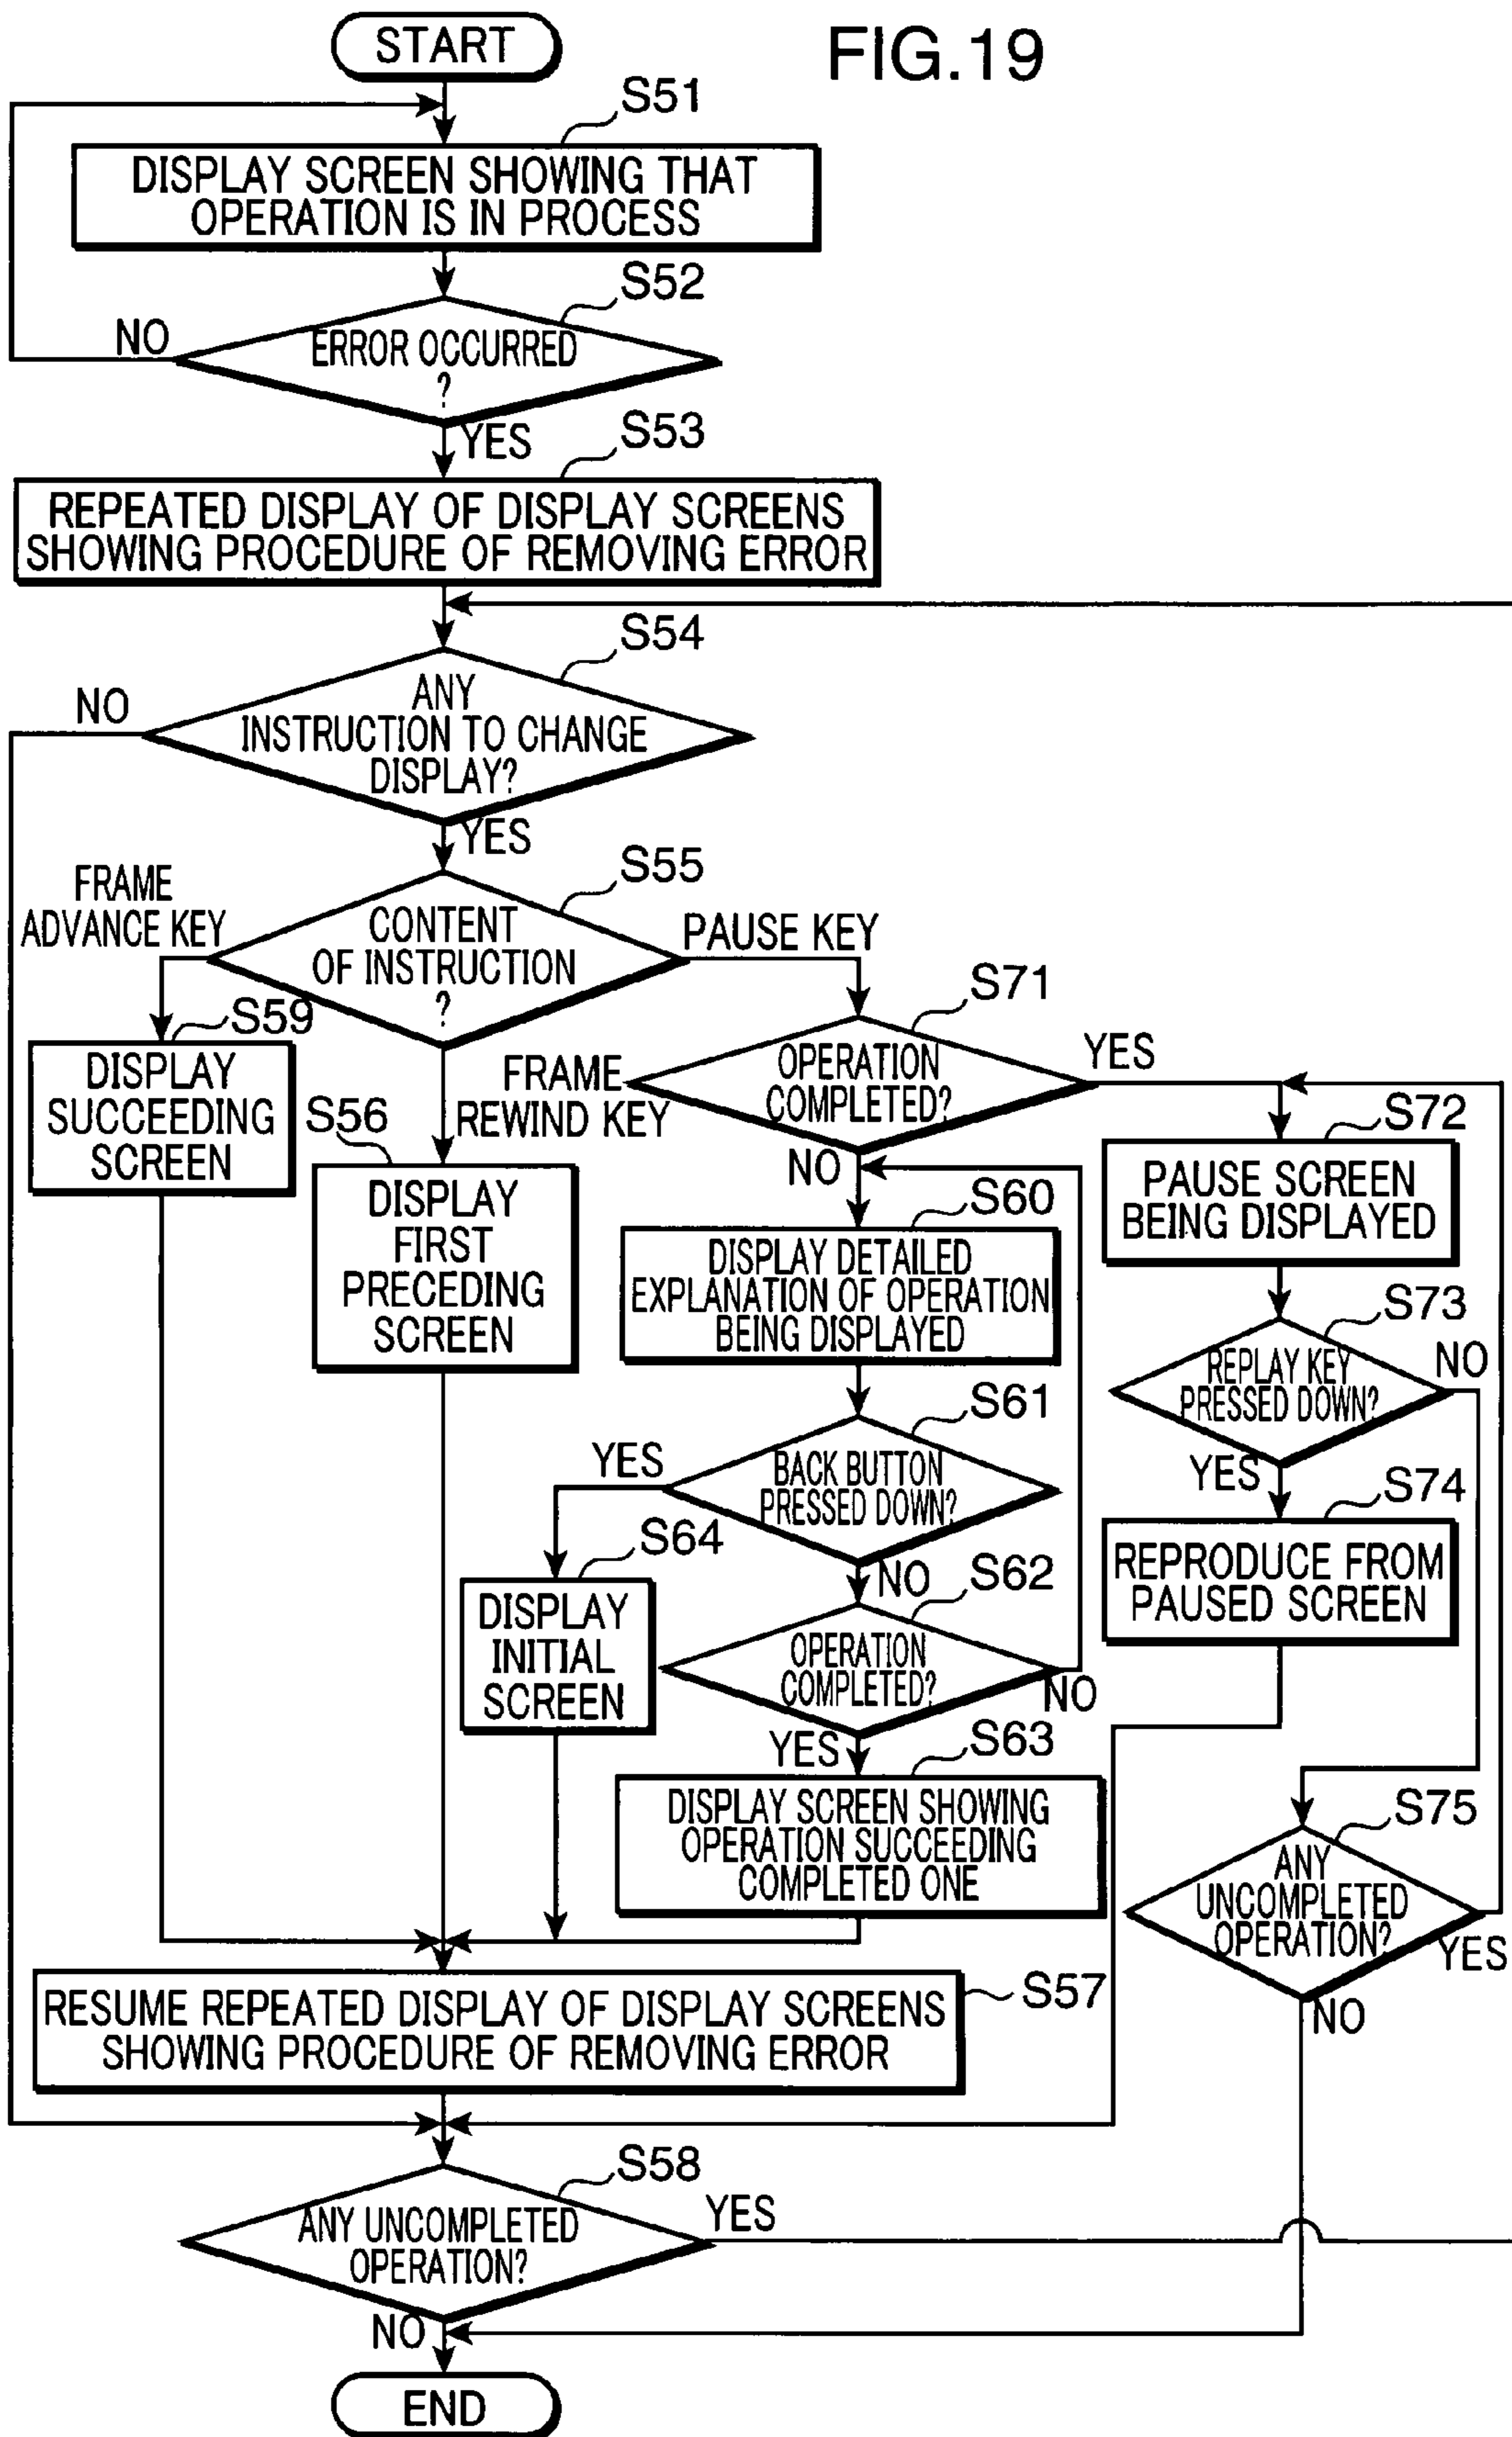 START
FIG.19
S51
DISPLAY SCREEN SHOWING THAT
OPERATION IS IN PROCESS
S52
NO
ERROR OCCURRED
?
YES
S53
REPEATED DISPLAY OF DISPLAY SCREENS
SHOWING PROCEDURE OF REMOVING ERROR
S54
NO
ANY
INSTRUCTION TO CHANGE
DISPLAY?
YES
S55
FRAME
ADVANCE KEY
CONTENT
OF INSTRUCTION
?
PAUSE KEY
S71
S59
DISPLAY
SUCCEEDING
SCREEN
FRAME
REWIND KEY
OPERATION
COMPLETED?
YES
S56
DISPLAY
FIRST
PRECEDING
SCREEN
NO
S72
PAUSE SCREEN
BEING DISPLAYED
S60
DISPLAY DETAILED
EXPLANATION OF OPERATION
BEING DISPLAYED
S73
REPLAY KEY
PRESSED DOWN?
NO
YES
S61
YES
BACK BUTTON
PRESSED DOWN?
NO
S74
REPRODUCE FROM
PAUSED SCREEN
S64
DISPLAY
INITIAL
SCREEN
S62
OPERATION
COMPLETED?
NO
YES
S63
DISPLAY SCREEN SHOWING
OPERATION SUCCEEDING
COMPLETED ONE
S75
ANY
UNCOMPLETED
OPERATION?
YES
NO
RESUME REPEATED DISPLAY OF DISPLAY SCREENS
SHOWING PROCEDURE OF REMOVING ERROR
S57
S58
ANY UNCOMPLETED
OPERATION?
YES
NO
END